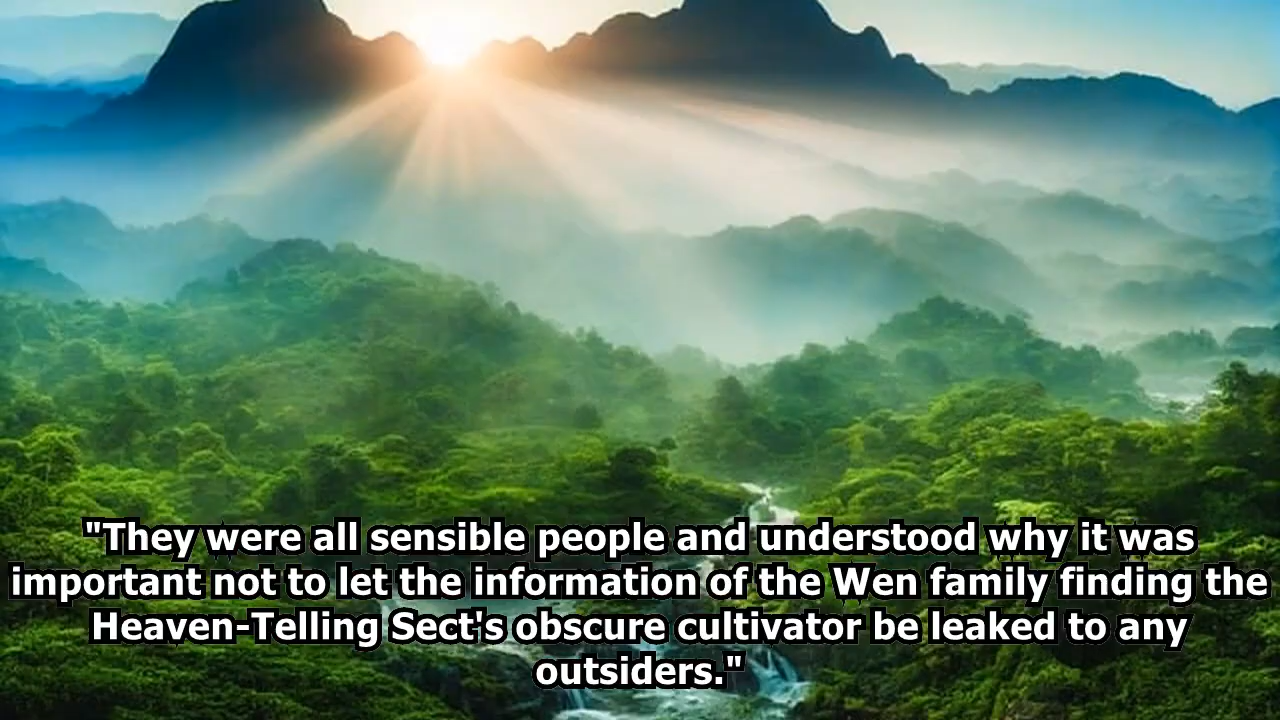 "They were all sensible people and understood why it was
important not to let the information of the Wen family finding the
Heaven-Telling Sect's obscure cultivator be leaked to any
outsiders."